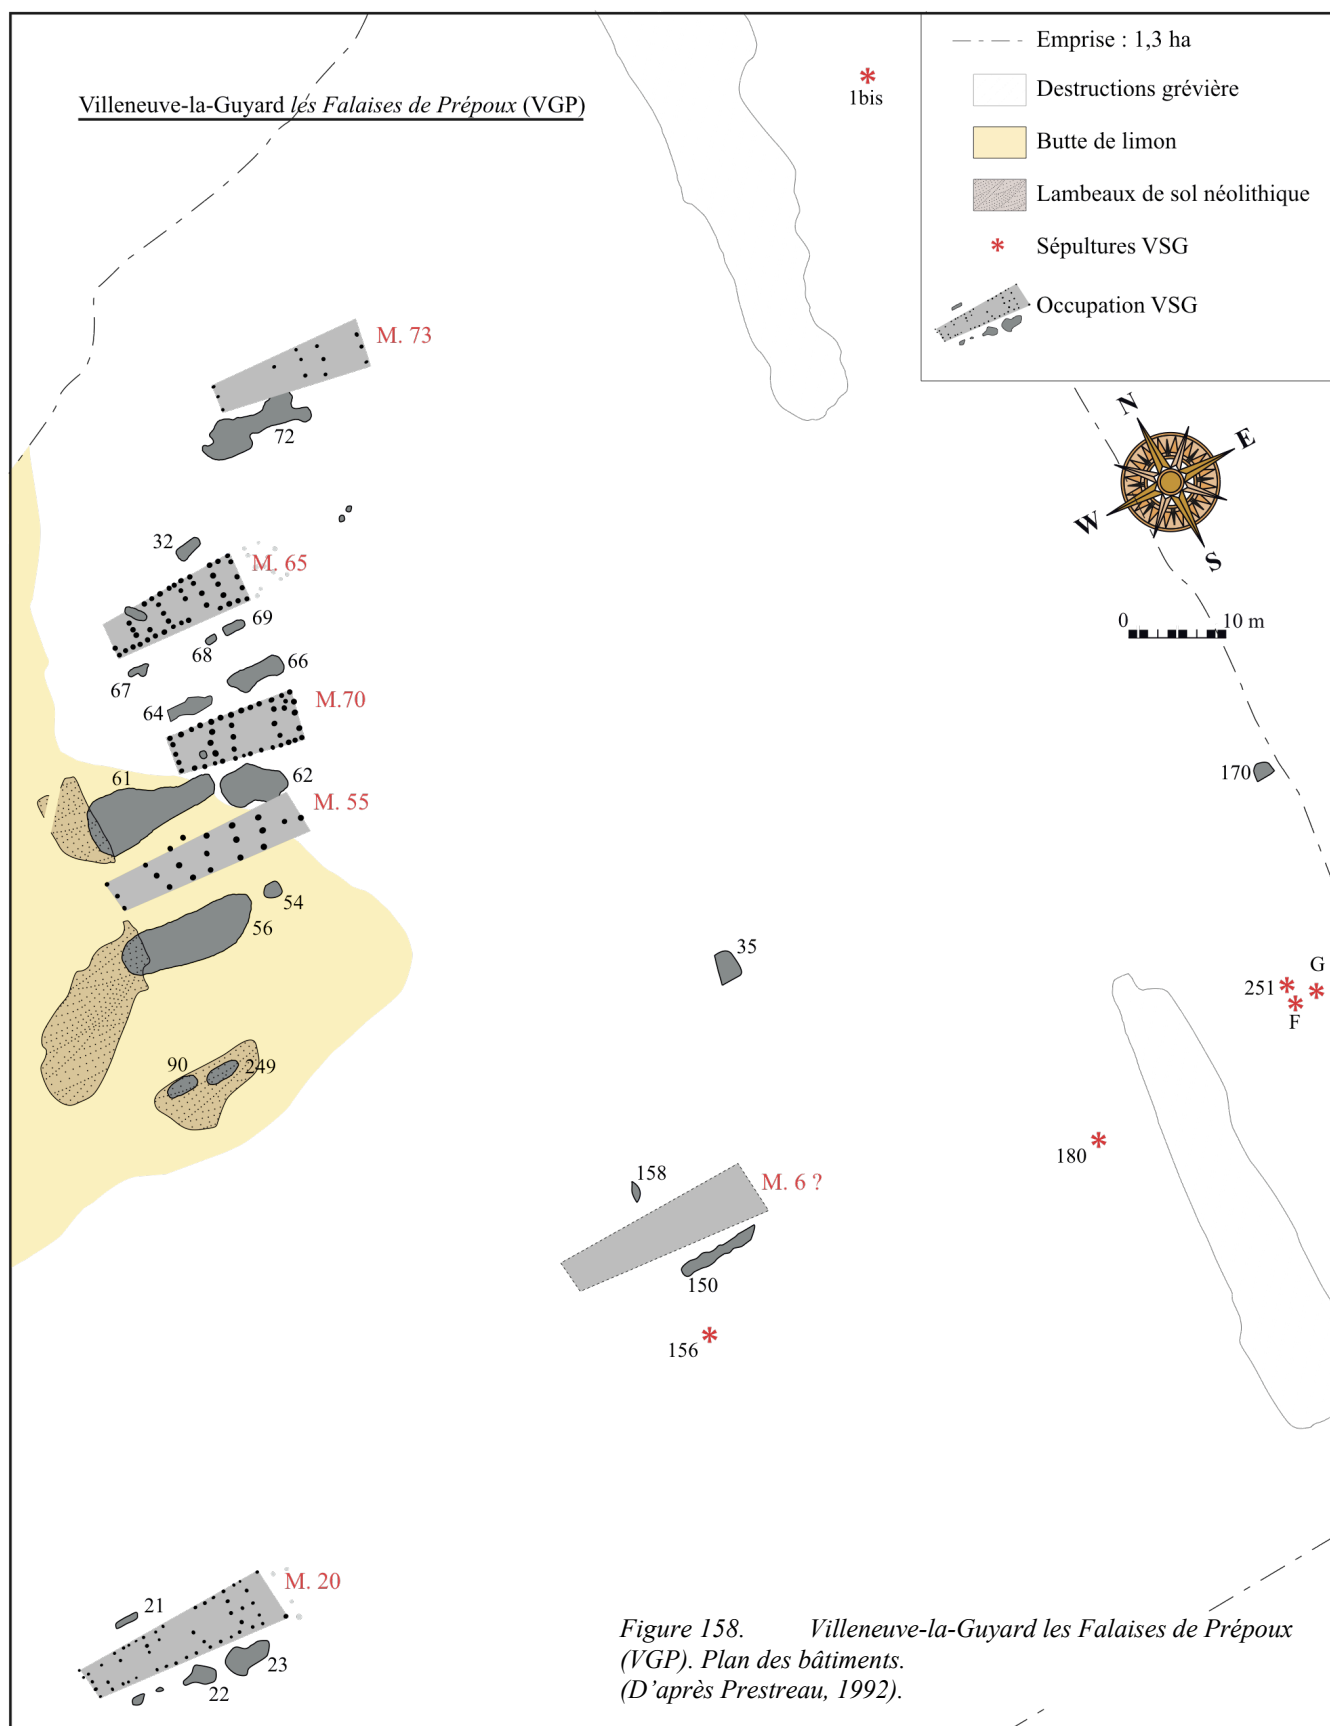 Villeneuve-la-Guyard les Falaises de Prépoux (VGP)
1bis
Emprise : 1,3 ha
Destructions grévière
Butte de limon
Lambeaux de sol néolithique
Sépultures VSG
Occupation VSG
N
E
W
S
0 10 m
M. 73
72
32
M. 65
69
68
67
66
64
M.70
61
62
M. 55
54
56
90
249
35
170
251
G
F
180
158
M. 6 ?
150
156
M. 20
21
23
22
Figure 158. Villeneuve-la-Guyard les Falaises de Prépoux
(VGP). Plan des bâtiments.
(D’après Prestreau, 1992).